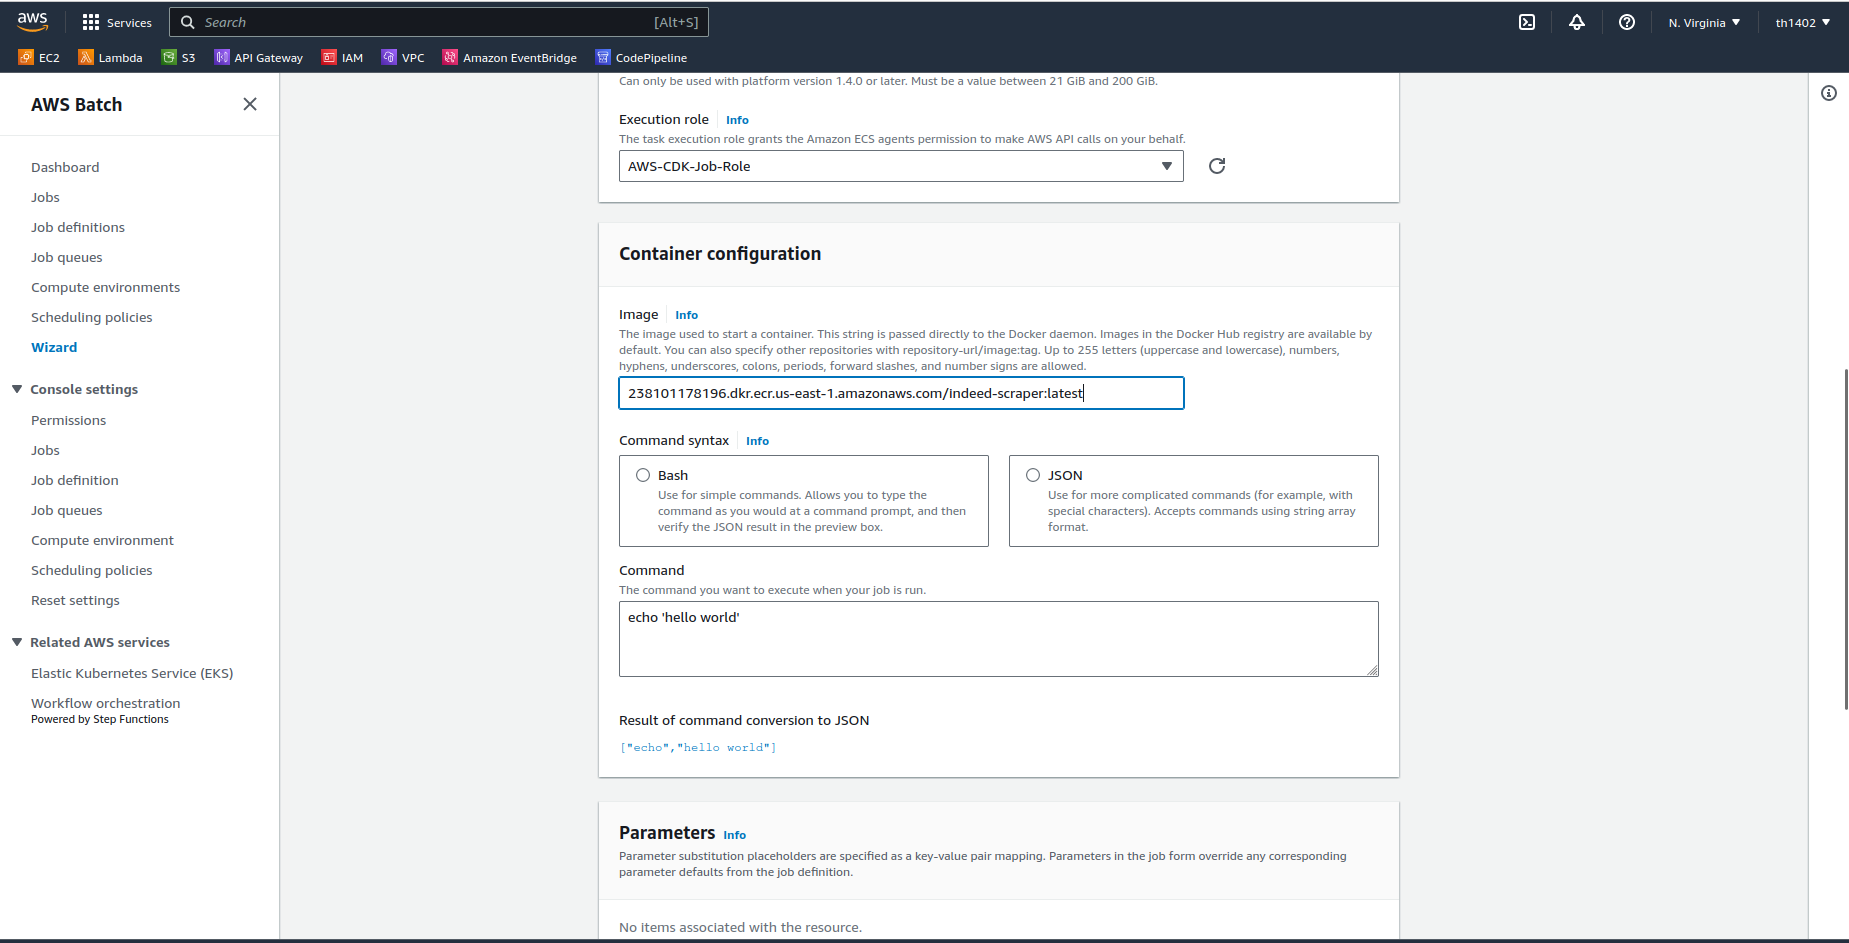 aws
Services
Search
[Alt+S]
N. Virginia
th1402
EC2
Lambda
S3
API Gateway
IAM
VPC
Amazon EventBridge
CodePipeline
AWS Batch
Dashboard
Jobs
Job definitions
Job queues
Compute environments
Scheduling policies
Wizard
Console settings
Permissions
Jobs
Job definition
Job queues
Compute environment
Scheduling policies
Reset settings
Related AWS services
Elastic Kubernetes Service (EKS)
Workflow orchestration
Powered by Step Functions
Can only be used with platform version 1.4.0 or later. Must be a value between 21 GiB and 200 GiB.
Execution role Info
The task execution role grants the Amazon ECS agents permission to make AWS API calls on your behalf.
AWS-CDK-Job-Role
Container configuration
Image Info
The image used to start a container. This string is passed directly to the Docker daemon. Images in the Docker Hub registry are available by
default. You can also specify other repositories with repository-url/image:tag. Up to 255 letters (uppercase and lowercase), numbers,
hyphens, underscores, colons, periods, forward slashes, and number signs are allowed.
238101178196.dkr.ecr.us-east-1.amazonaws.com/indeed-scraper:latest
Command syntax Info
Bash
Use for simple commands. Allows you to type the
command as you would at a command prompt, and then
verify the JSON result in the preview box.
JSON
Use for more complicated commands (for example, with
special characters). Accepts commands using string array
format.
Command
The command you want to execute when your job is run.
echo 'hello world'
Result of command conversion to JSON
["echo","hello world"]
Parameters Info
Parameter substitution placeholders are specified as a key-value pair mapping. Parameters in the job form override any corresponding
parameter defaults from the job definition.
No items associated with the resource.